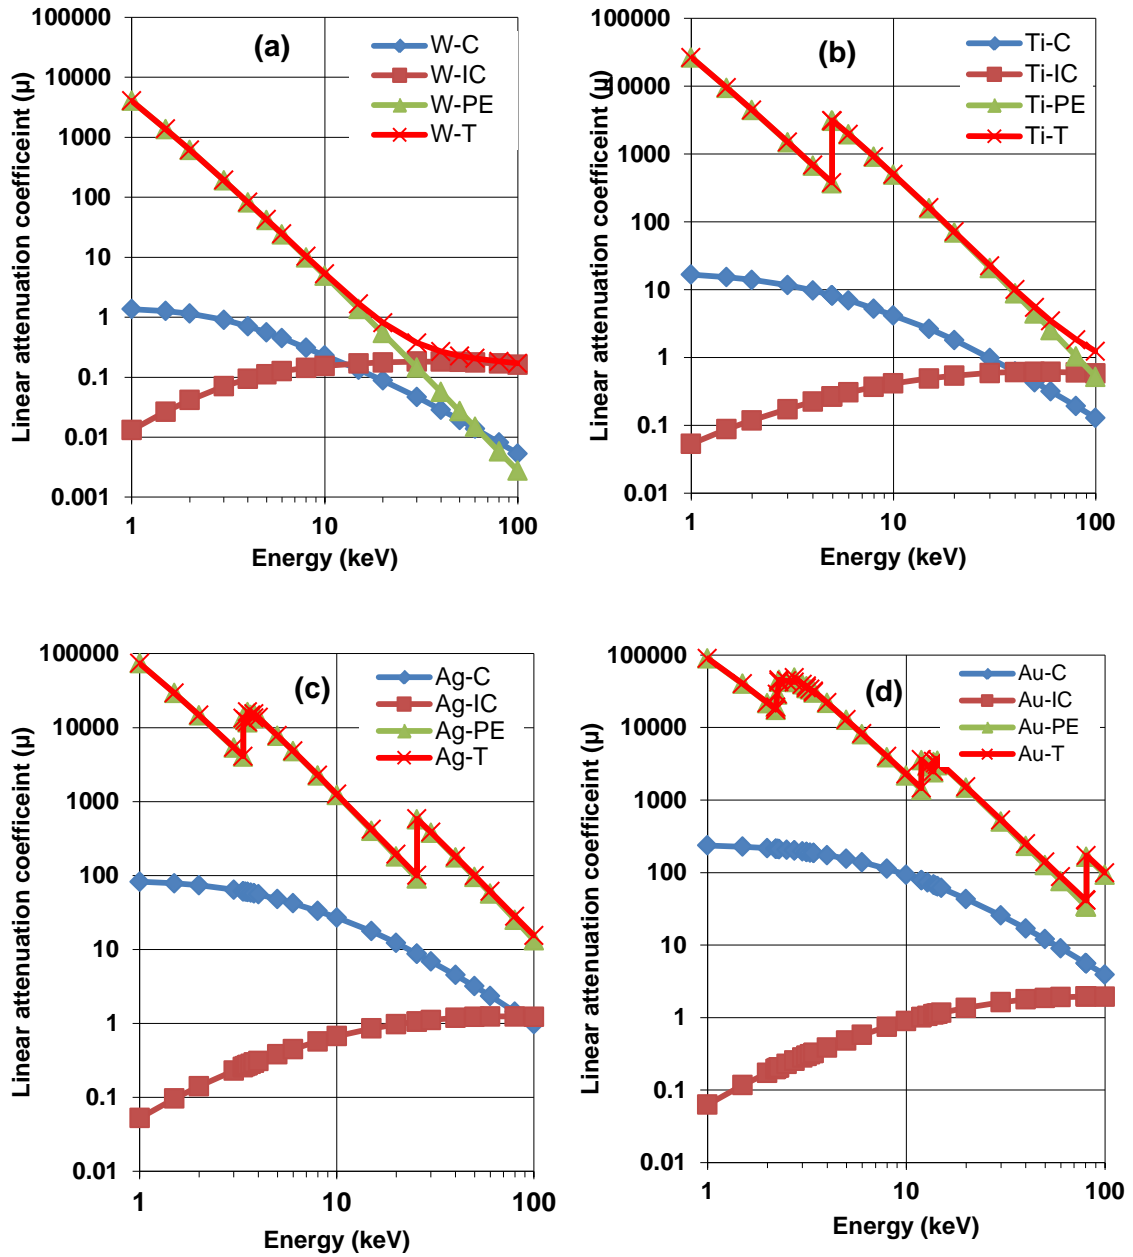 (a)
Linear attenuation coefficeint (µ)
100000
10000
1000
100
10
1
0.1
0.01
0.001
W-C
W-IC
W-PE
W-T
1 10 100
Energy (keV)
(b)
Linear attenuation coefficeint (µ)
100000
10000
1000
100
10
1
0.1
0.01
Ti-C
Ti-IC
Ti-PE
Ti-T
1 10 100
Energy (keV)
(c)
Linear attenuation coefficeint (µ)
100000
10000
1000
100
10
1
0.1
0.01
Ag-C
Ag-IC
Ag-PE
Ag-T
1 10 100
Energy (keV)
(d)
Linear attenuation coefficeint (µ)
100000
10000
1000
100
10
1
0.1
0.01
Au-C
Au-IC
Au-PE
Au-T
1 10 100
Energy (keV)